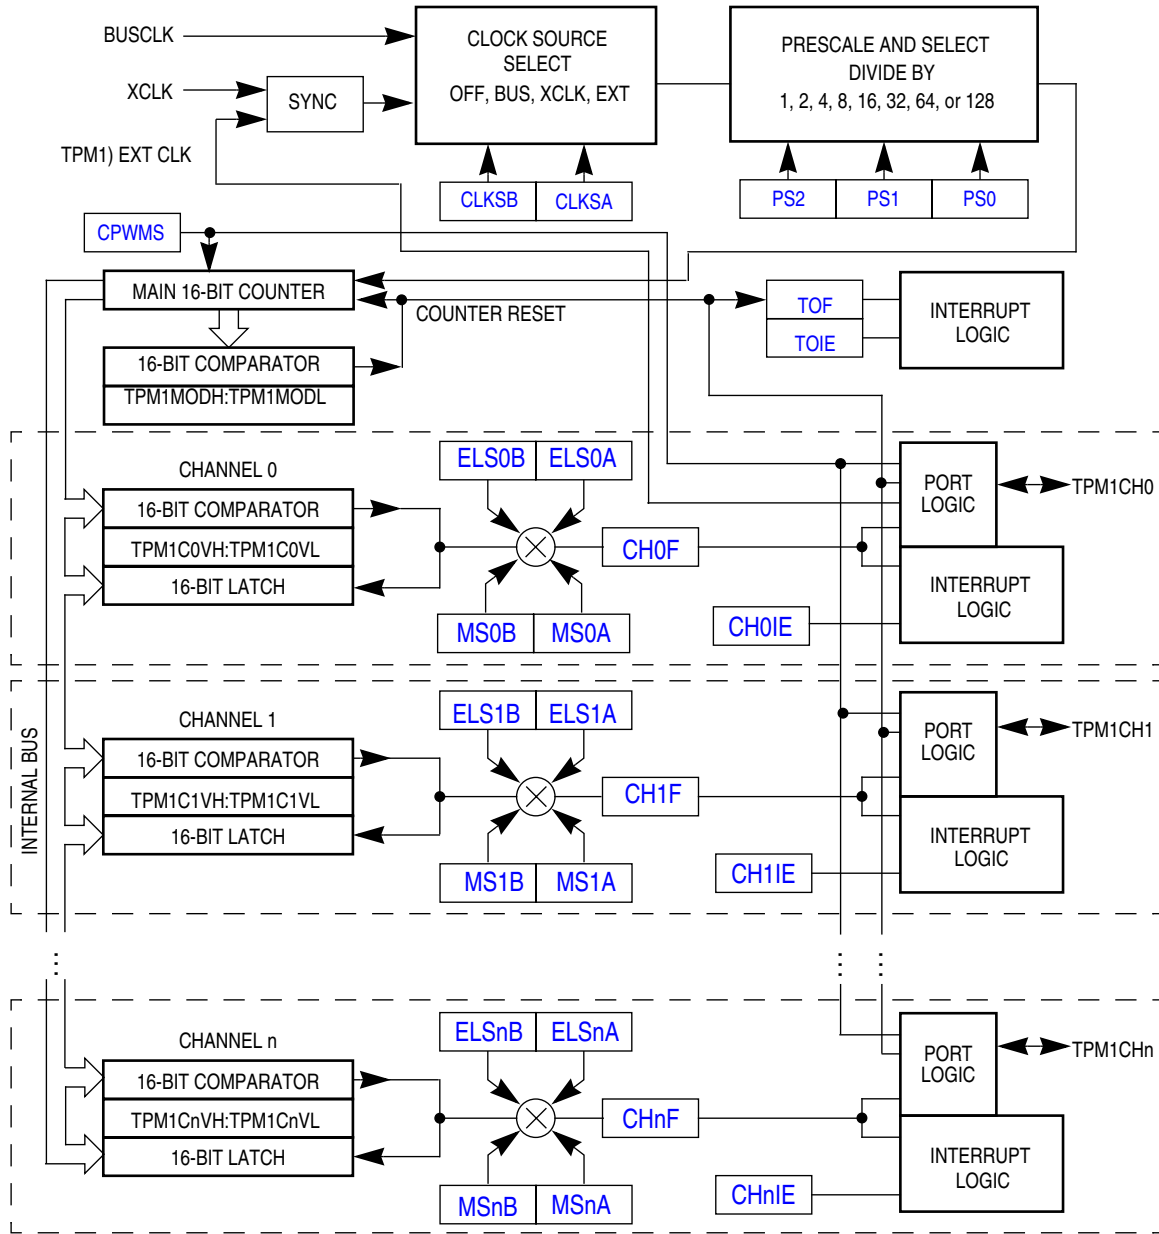 BUSCLK
XCLK
SYNC
TPM1) EXT CLK
CLOCK SOURCE
SELECT
OFF, BUS, XCLK, EXT
CLKSB
CLKSA
PRESCALE AND SELECT
DIVIDE BY
1, 2, 4, 8, 16, 32, 64, or 128
PS2
PS1
PS0
CPWMS
MAIN 16-BIT COUNTER
COUNTER RESET
16-BIT COMPARATOR
TPM1MODH:TPM1MODL
TOF
TOIE
INTERRUPT
LOGIC
INTERNAL BUS
CHANNEL 0
16-BIT COMPARATOR
TPM1C0VH:TPM1C0VL
16-BIT LATCH
ELS0B
ELS0A
MS0B
MS0A
CH0F
CH0IE
PORT
LOGIC
INTERRUPT
LOGIC
TPM1CH0
CHANNEL 1
16-BIT COMPARATOR
TPM1C1VH:TPM1C1VL
16-BIT LATCH
ELS1B
ELS1A
MS1B
MS1A
CH1F
CH1IE
PORT
LOGIC
INTERRUPT
LOGIC
TPM1CH1
...
... ...
CHANNEL n
16-BIT COMPARATOR
TPM1CnVH:TPM1CnVL
16-BIT LATCH
ELSnB
ELSnA
MSnB
MSnA
CHnF
CHnIE
PORT
LOGIC
INTERRUPT
LOGIC
TPM1CHn